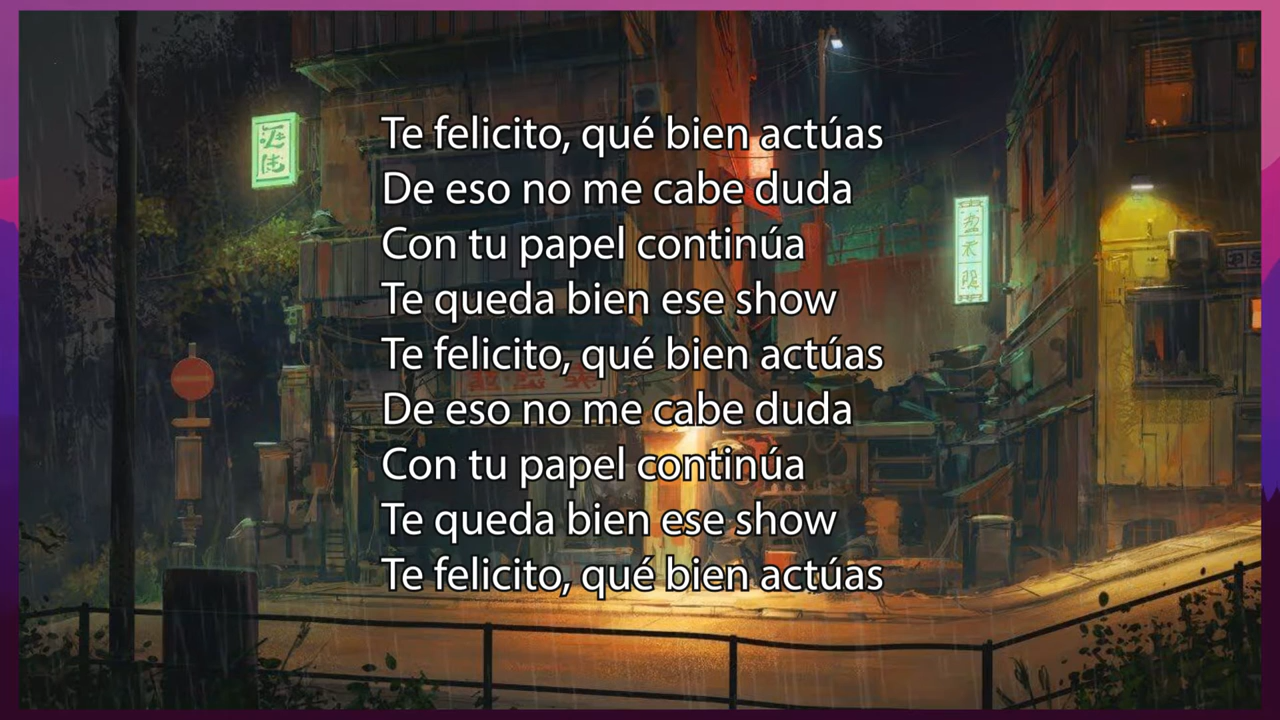 Te felicito, qué bien actúas
De eso no me cabe duda
Con tu papel continúa
Te queda bien ese show
Te felicito, qué bien actúas
De eso no me cabe duda
Con tu papel continúa
Te queda bien ese show
Te felicito, qué bien actúas